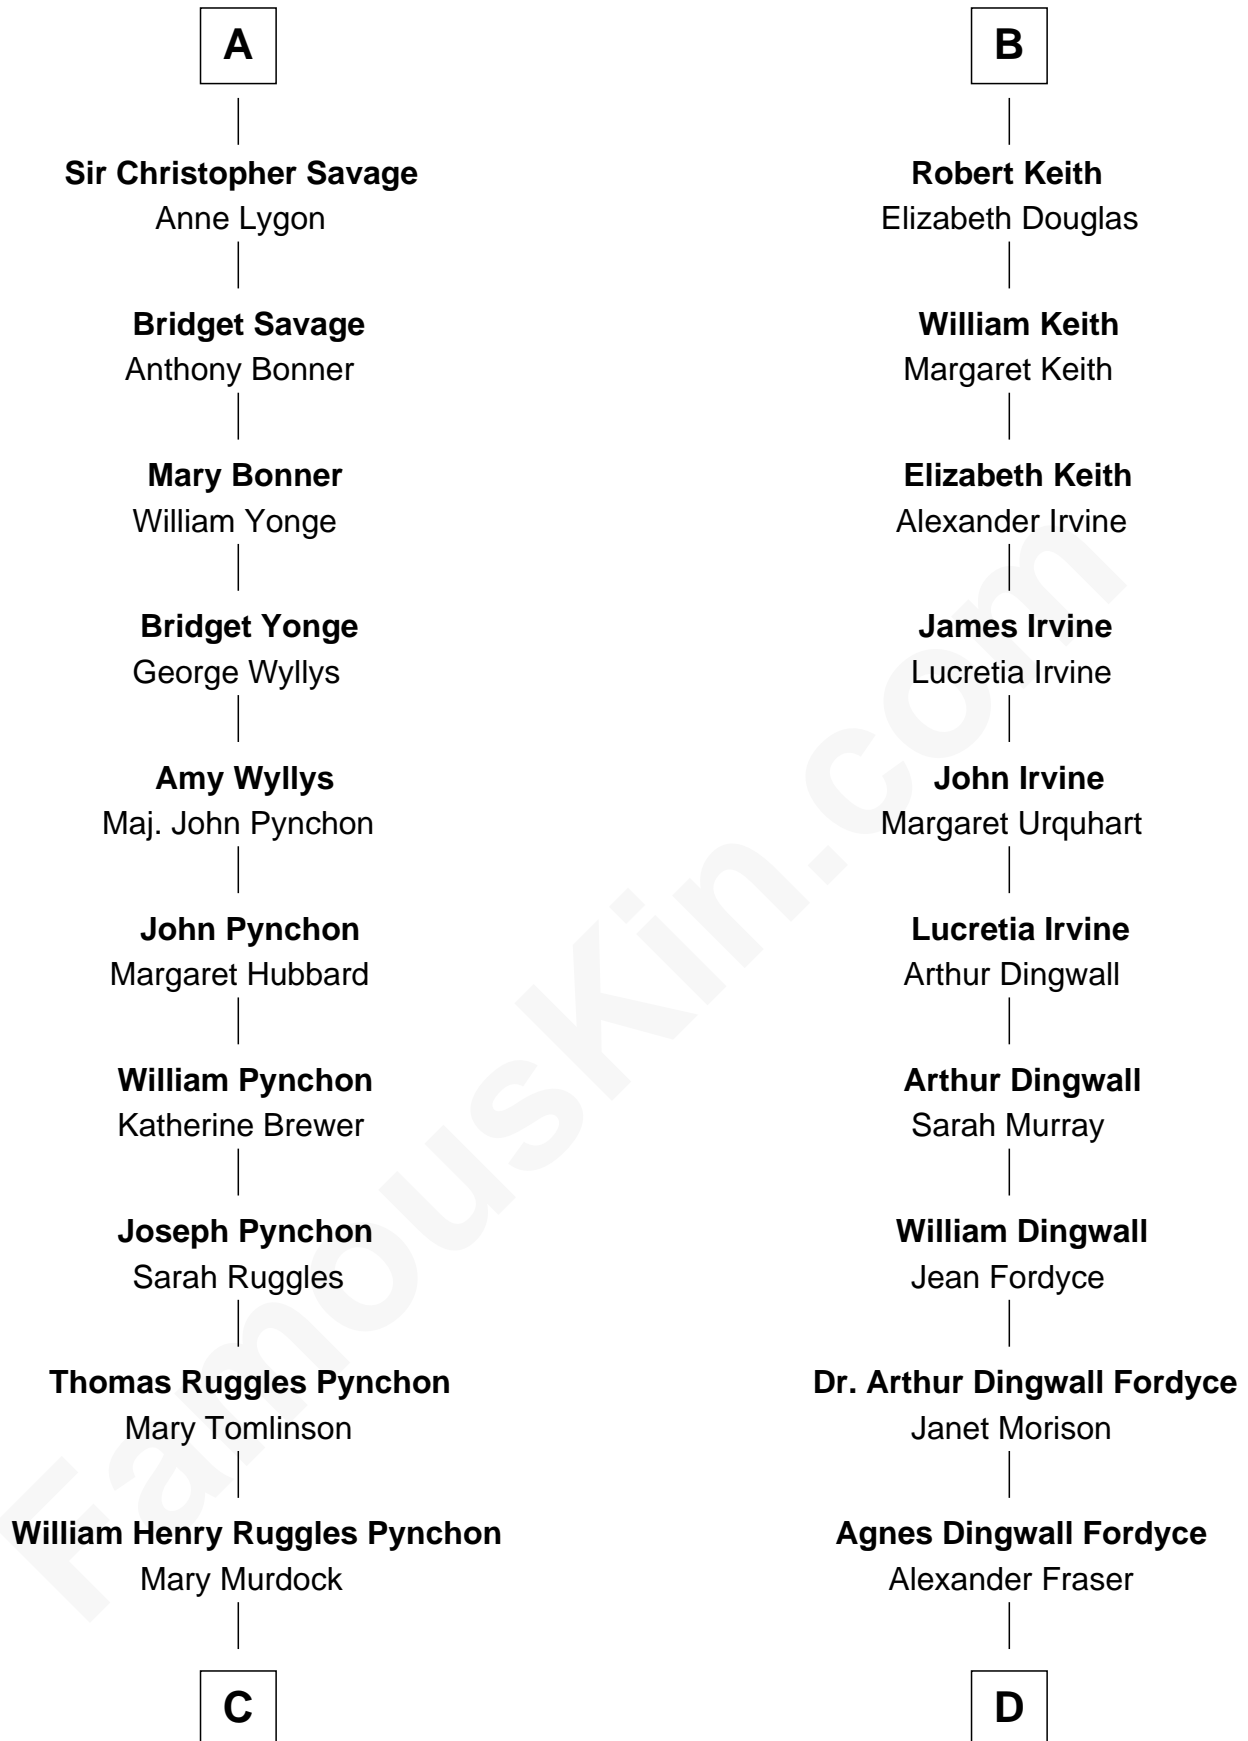 A
Sir Christopher Savage
Anne Lygon
Bridget Savage
Anthony Bonner
Mary Bonner
William Yonge
Bridget Yonge
George Wyllys
Amy Wyllys
Maj. John Pynchon
John Pynchon
Margaret Hubbard
William Pynchon
Katherine Brewer
Joseph Pynchon
Sarah Ruggles
Thomas Ruggles Pynchon
Mary Tomlinson
William Henry Ruggles Pynchon
Mary Murdock
C
B
Robert Keith
Elizabeth Douglas
William Keith
Margaret Keith
Elizabeth Keith
Alexander Irvine
James Irvine
Lucretia Irvine
John Irvine
Margaret Urquhart
Lucretia Irvine
Arthur Dingwall
Arthur Dingwall
Sarah Murray
William Dingwall
Jean Fordyce
Dr. Arthur Dingwall Fordyce
Janet Morison
Agnes Dingwall Fordyce
Alexander Fraser
D
FamousKin.com